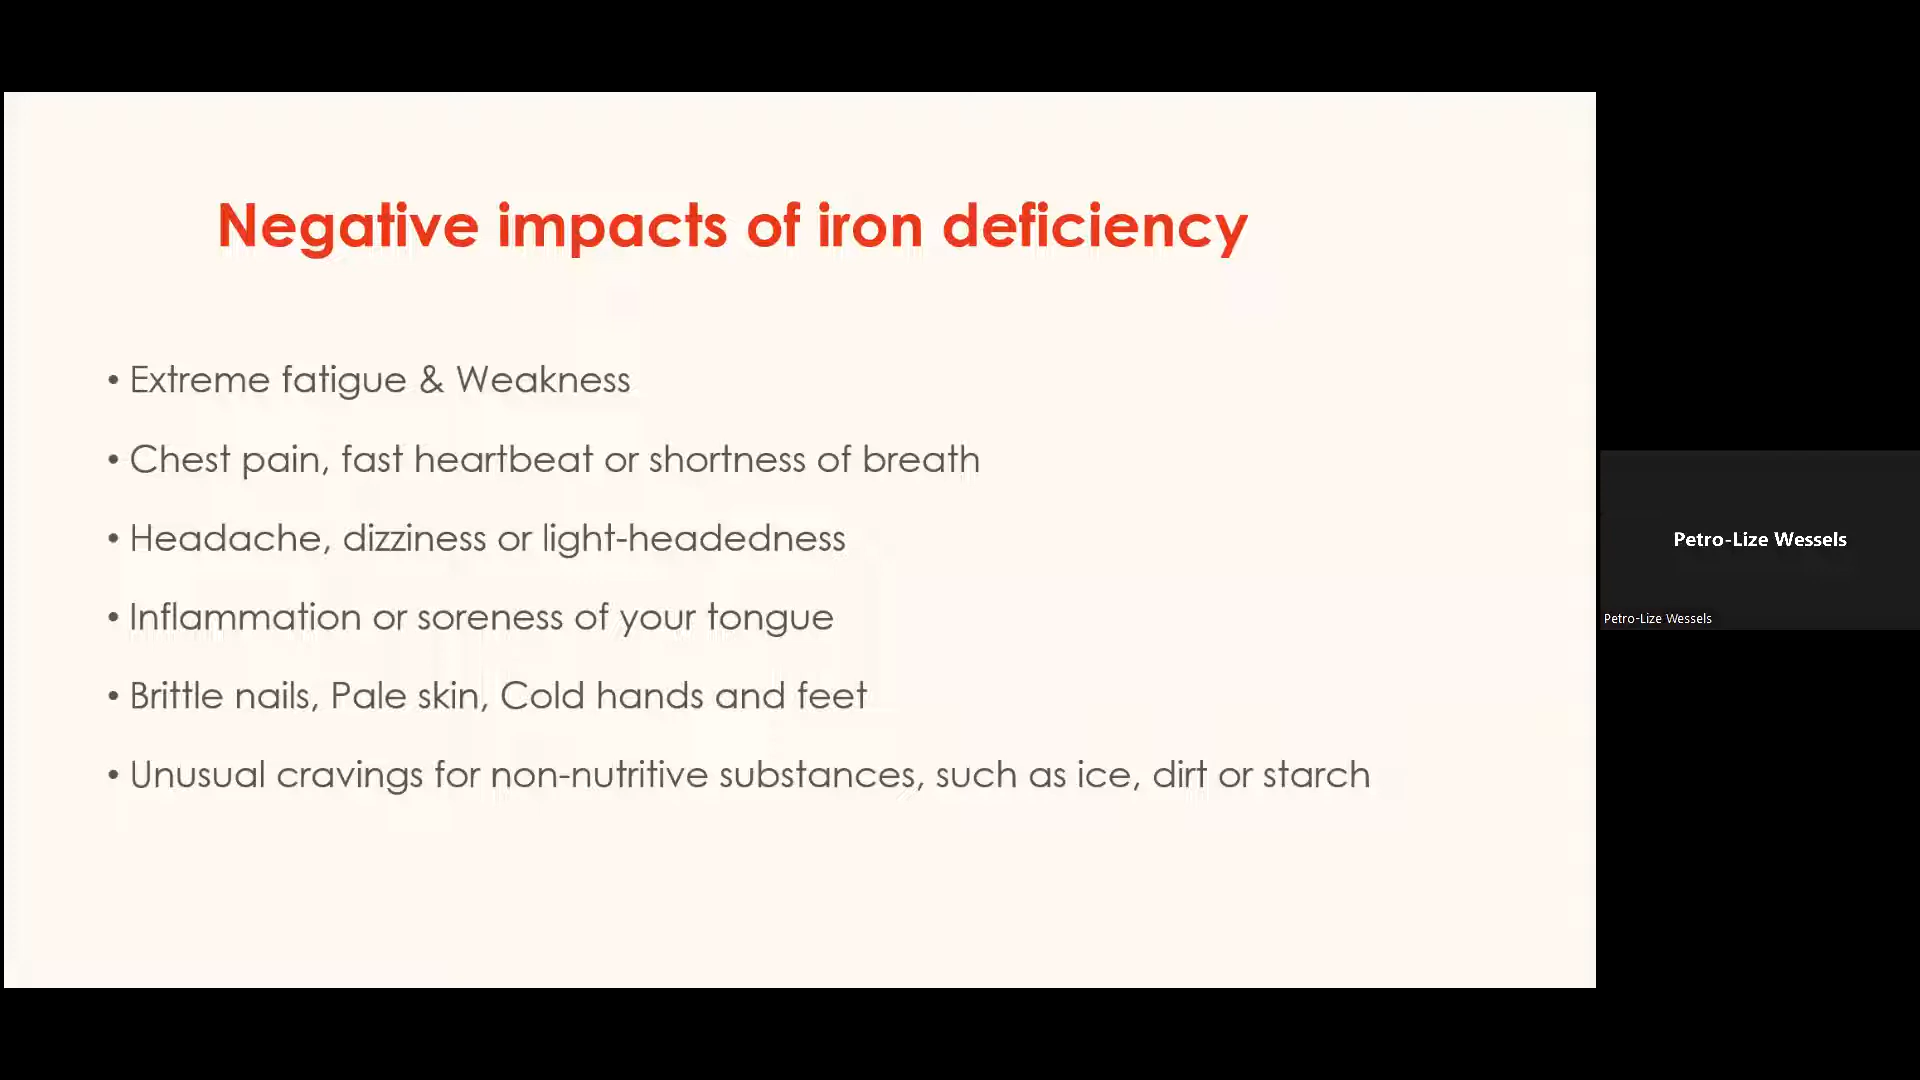 Negative impacts of iron deficiency
• Extreme fatigue & Weakness
• Chest pain, fast heartbeat or shortness of breath
• Headache, dizziness or light-headedness
• Inflammation or soreness of your tongue
• Brittle nails, Pale skin, Cold hands and feet
• Unusual cravings for non-nutritive substances, such as ice, dirt or starch
Petro-Lize Wessels
Petro-Lize Wessels